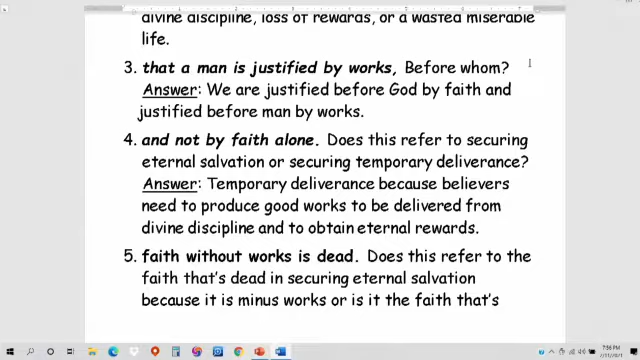 divine discipline, loss of rewards, or a wasted miserable
life.
3. that a man is justified by works, Before whom?
Answer: We are justified before God by faith and
justified before man by works.
4. and not by faith alone. Does this refer to securing
eternal salvation or securing temporary deliverance?
Answer: Temporary deliverance because believers
need to produce good works to be delivered from
divine discipline and to obtain eternal rewards.
5. faith without works is dead. Does this refer to the
faith that's dead in securing eternal salvation
because it is minus works or is it the faith that's
7:56 PM